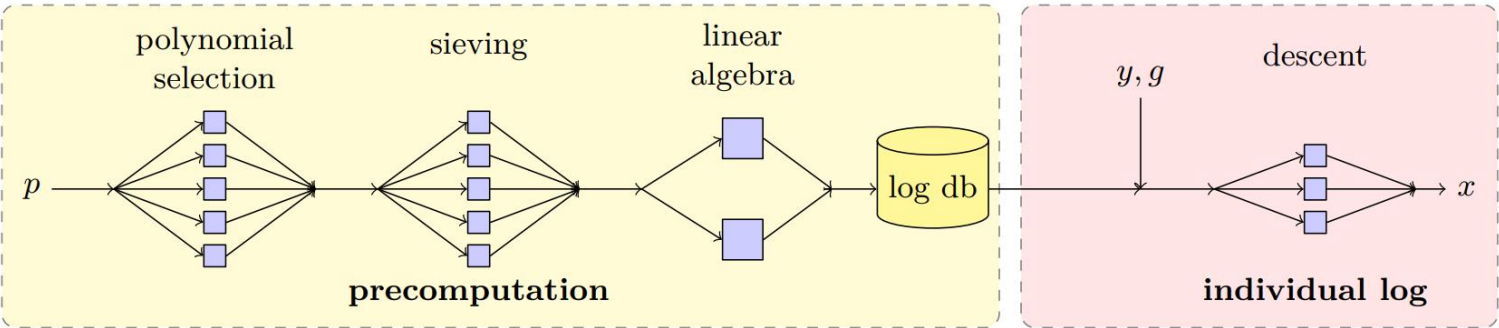 polynomial
selection
sieving
linear
algebra
p
log db
precomputation
y, g
descent
x
individual log